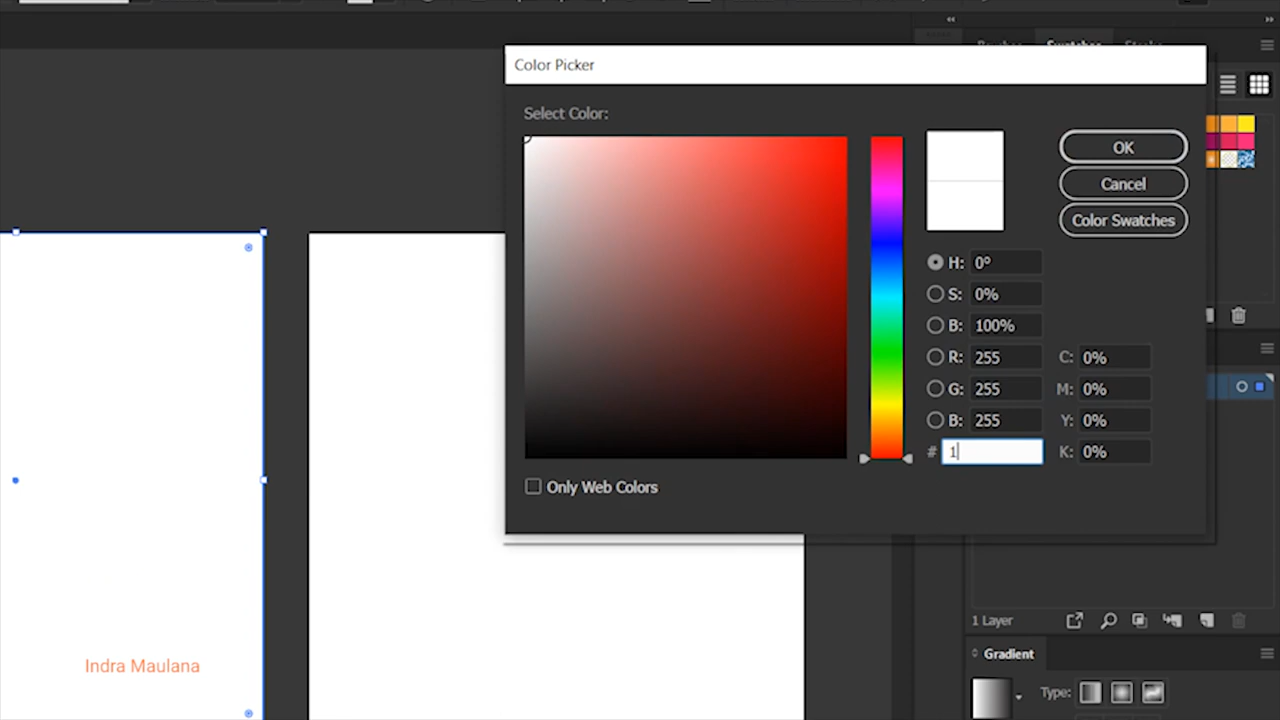 Color Picker
Select Color:
OK
Cancel
Color Swatches
H: 0°
S: 0%
B: 100%
R: 255
C: 0%
G: 255
M: 0%
B: 255
Y: 0%
# 1
K: 0%
Only Web Colors
1 Layer
Gradient
Type:
Indra Maulana